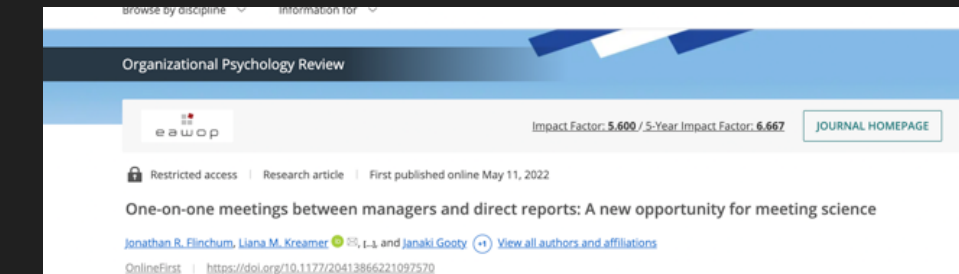 Browse by discipline Information for
Organizational Psychology Review
eawop
Impact Factor: 5.600 / 5-Year Impact Factor: 6.667
JOURNAL HOMEPAGE
Restricted access | Research article | First published online May 11, 2022
One-on-one meetings between managers and direct reports: A new opportunity for meeting science
Jonathan R. Flinchum, Liana M. Kreamer iD, [...], and Janaki Gooty +1 View all authors and affiliations
OnlineFirst | https://doi.org/10.1177/20413866221097570